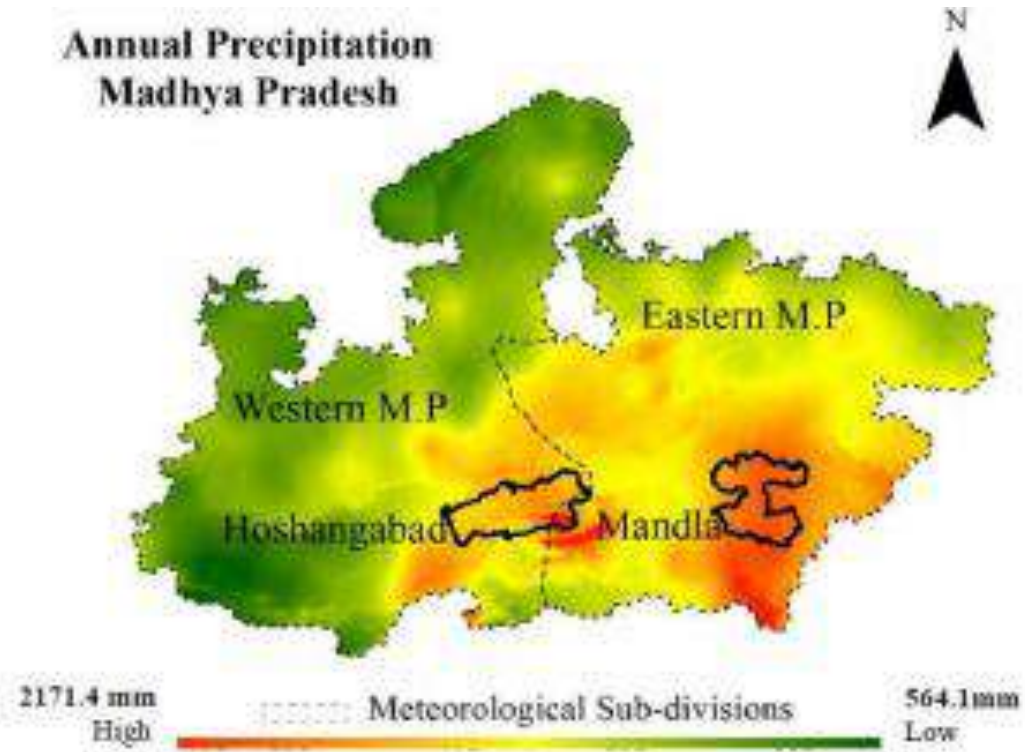 Annual Precipitation
Madhya Pradesh
N
Eastern M.P
Western M P
Hoshangabad
Mandla
2171.4 mm
High
Meteorological Sub-divisions
564.1mm
Low